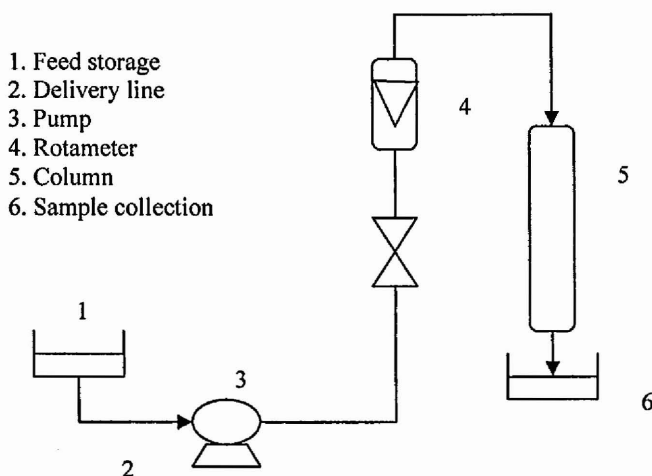 1. Feed storage
2. Delivery line
3. Pump
4. Rotameter
5. Column
6. Sample collection
4
5
1
3
6
2